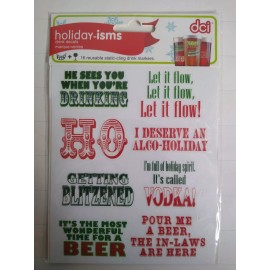 holiday-isms
dci
16 reusable static-cling drink markers
HE SEES YOU
WHEN YOU'RE
DRINKING
Let it flow,
Let it flow,
Let it flow!
HO
I DESERVE AN
ALCO-HOLIDAY
GETTING
BLITZENED
I'm full of holiday spirit.
It's called
VODKA!
IT'S THE MOST
WONDERFUL
TIME FOR A
BEER
POUR ME
A BEER,
THE IN-LAWS
ARE HERE